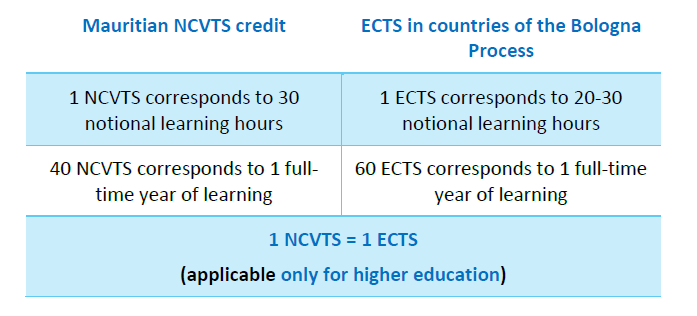 Mauritian NCVTS credit
ECTS in countries of the Bologna
Process
1 NCVTS corresponds to 30
notional learning hours
1 ECTS corresponds to 20-30
notional learning hours
40 NCVTS corresponds to 1 full-
time year of learning
60 ECTS corresponds to 1 full-time
year of learning
1 NCVTS = 1 ECTS
(applicable only for higher education)